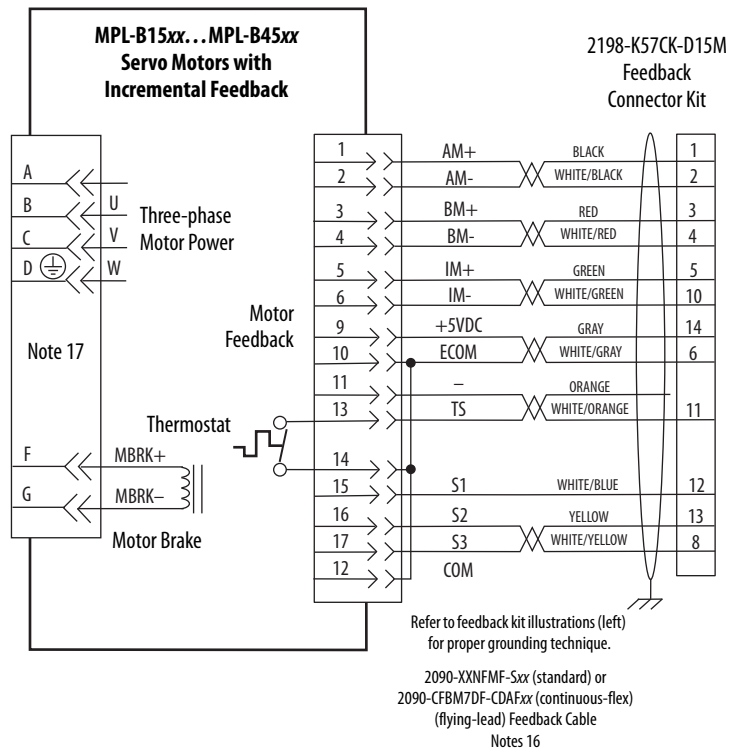 MPL-B15xx…MPL-B45xx
Servo Motors with
Incremental Feedback
2198-K57CK-D15M
Feedback
Connector Kit
A
B
C
D
U
V
W
Three-phase
Motor Power
Note 17
Motor
Feedback
Thermostat
F
G
MBRK+
MBRK–
Motor Brake
1 AM+ BLACK 1
2 AM- WHITE/BLACK 2
3 BM+ RED 3
4 BM- WHITE/RED 4
5 IM+ GREEN 5
6 IM- WHITE/GREEN 10
9 +5VDC GRAY 14
10 ECOM WHITE/GRAY 6
11 – ORANGE
13 TS WHITE/ORANGE 11
14
15 S1 WHITE/BLUE 12
16 S2 YELLOW 13
17 S3 WHITE/YELLOW 8
12 COM
Refer to feedback kit illustrations (left)
for proper grounding technique.
2090-XXNFMF-Sxx (standard) or
2090-CFBM7DF-CDAFxx (continuous-flex)
(flying-lead) Feedback Cable
Notes 16